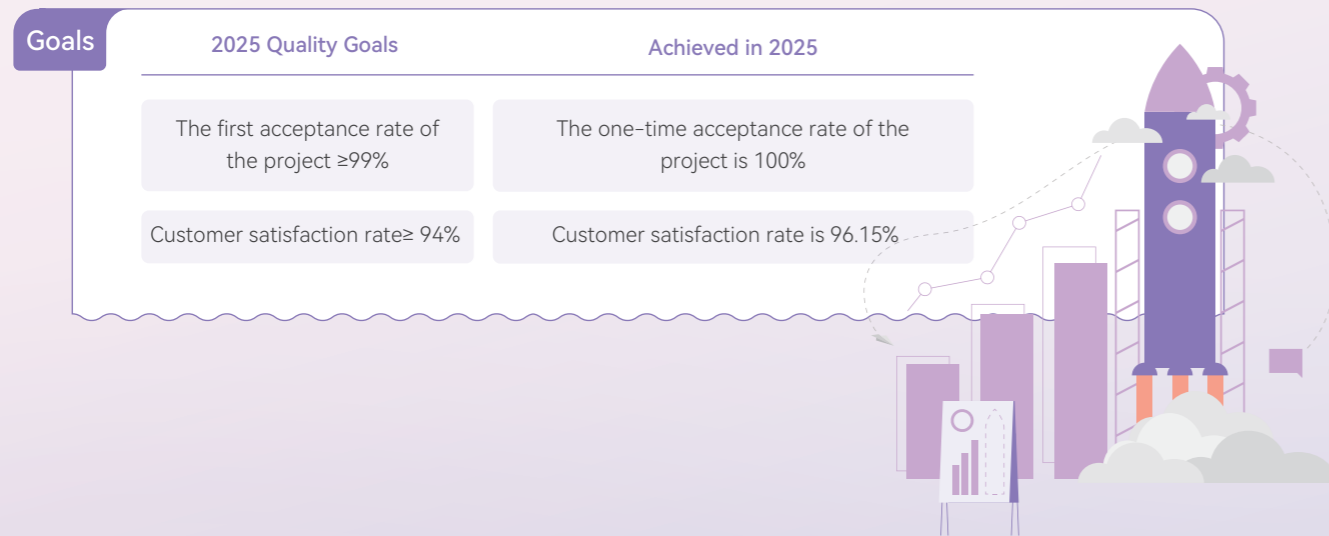 Goals
2025 Quality Goals
Achieved in 2025
The first acceptance rate of
the project ≥99%
The one-time acceptance rate of the
project is 100%
Customer satisfaction rate≥ 94%
Customer satisfaction rate is 96.15%